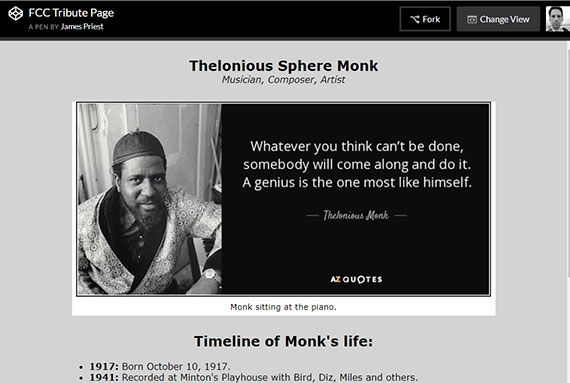 FCC Tribute Page
A PEN BY James Priest
Fork
Change View
Thelonious Sphere Monk
Musician, Composer, Artist
Whatever you think can't be done,
somebody will come along and do it.
A genius is the one most like himself.
Thelonious Monk
AZ QUOTES
Monk sitting at the piano.
Timeline of Monk's life:
1917: Born October 10, 1917.
1941: Recorded at Minton's Playhouse with Bird, Diz, Miles and others.